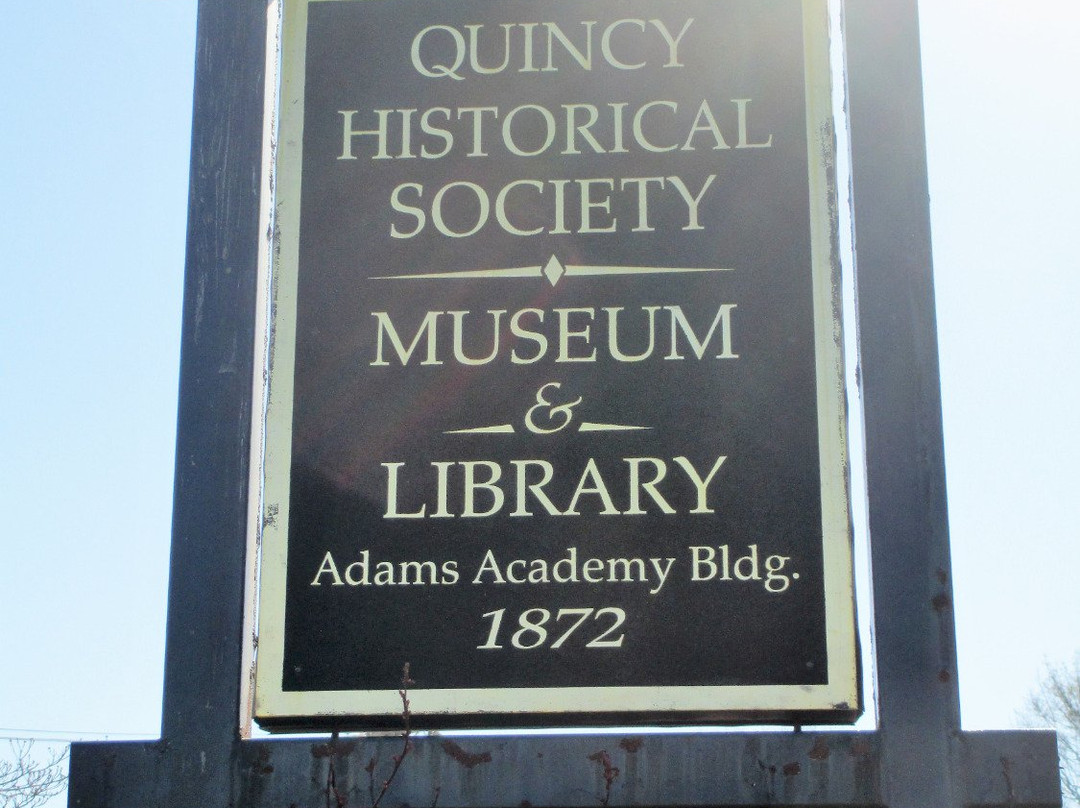 QUINCY
HISTORICAL
SOCIETY
MUSEUM
&
LIBRARY
Adams Academy Bldg.
1872